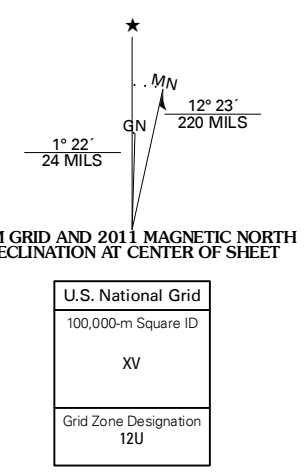 ★
MN
GN
12° 23´
220 MILS
1° 22´
24 MILS
M GRID AND 2011 MAGNETIC NORTH
ECLINATION AT CENTER OF SHEET
U.S. National Grid
100,000-m Square ID
XV
Grid Zone Designation
12U